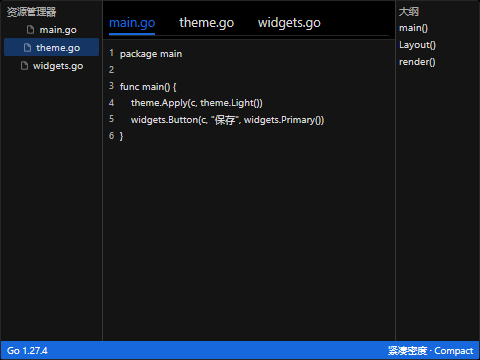 资源管理器
main.go
theme.go
widgets.go
main.go theme.go widgets.go
1 package main
2
3 func main() {
4 theme.Apply(c, theme.Light())
5 widgets.Button(c, "保存", widgets.Primary())
6 }
大纲
main()
Layout()
render()
Go 1.27.4
紧凑密度 · Compact